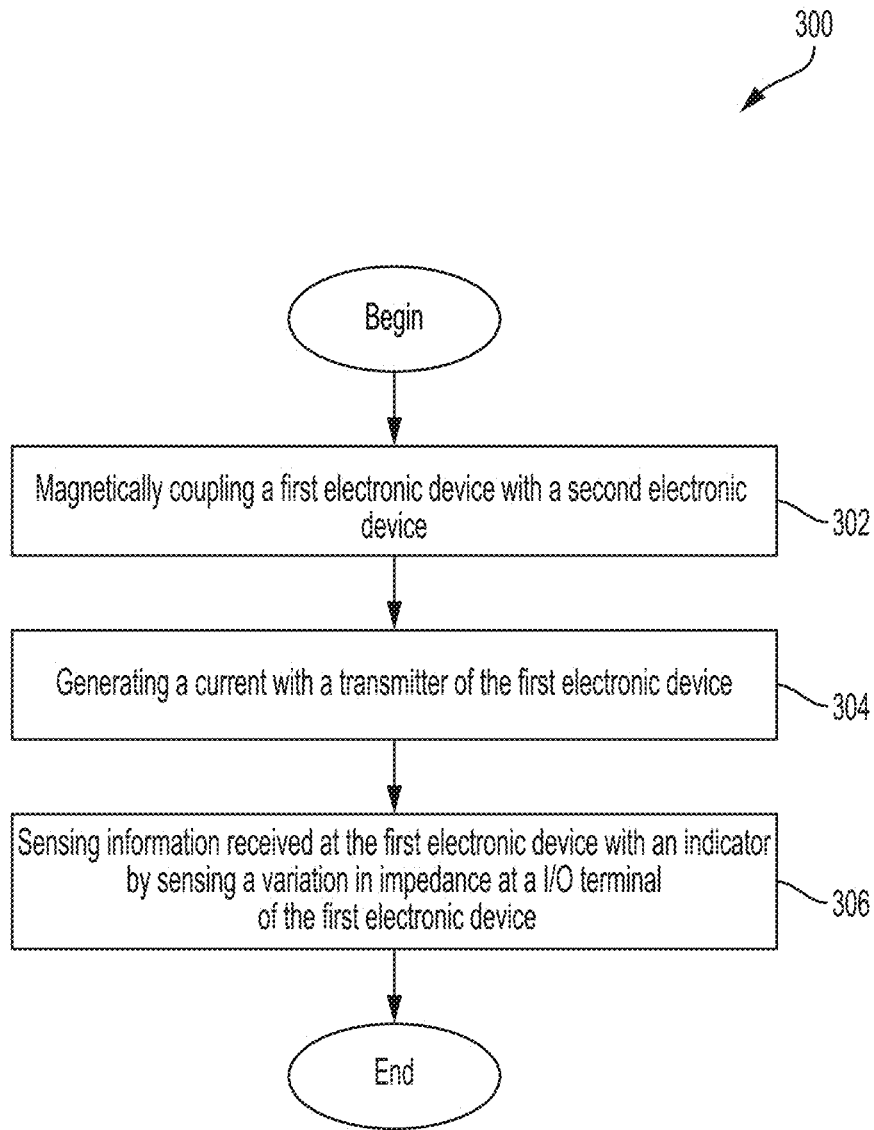 300
Begin
Magnetically coupling a first electronic device with a second electronic
device
302
Generating a current with a transmitter of the first electronic device
304
Sensing information received at the first electronic device with an indicator
by sensing a variation in impedance at a I/O terminal
of the first electronic device
306
End